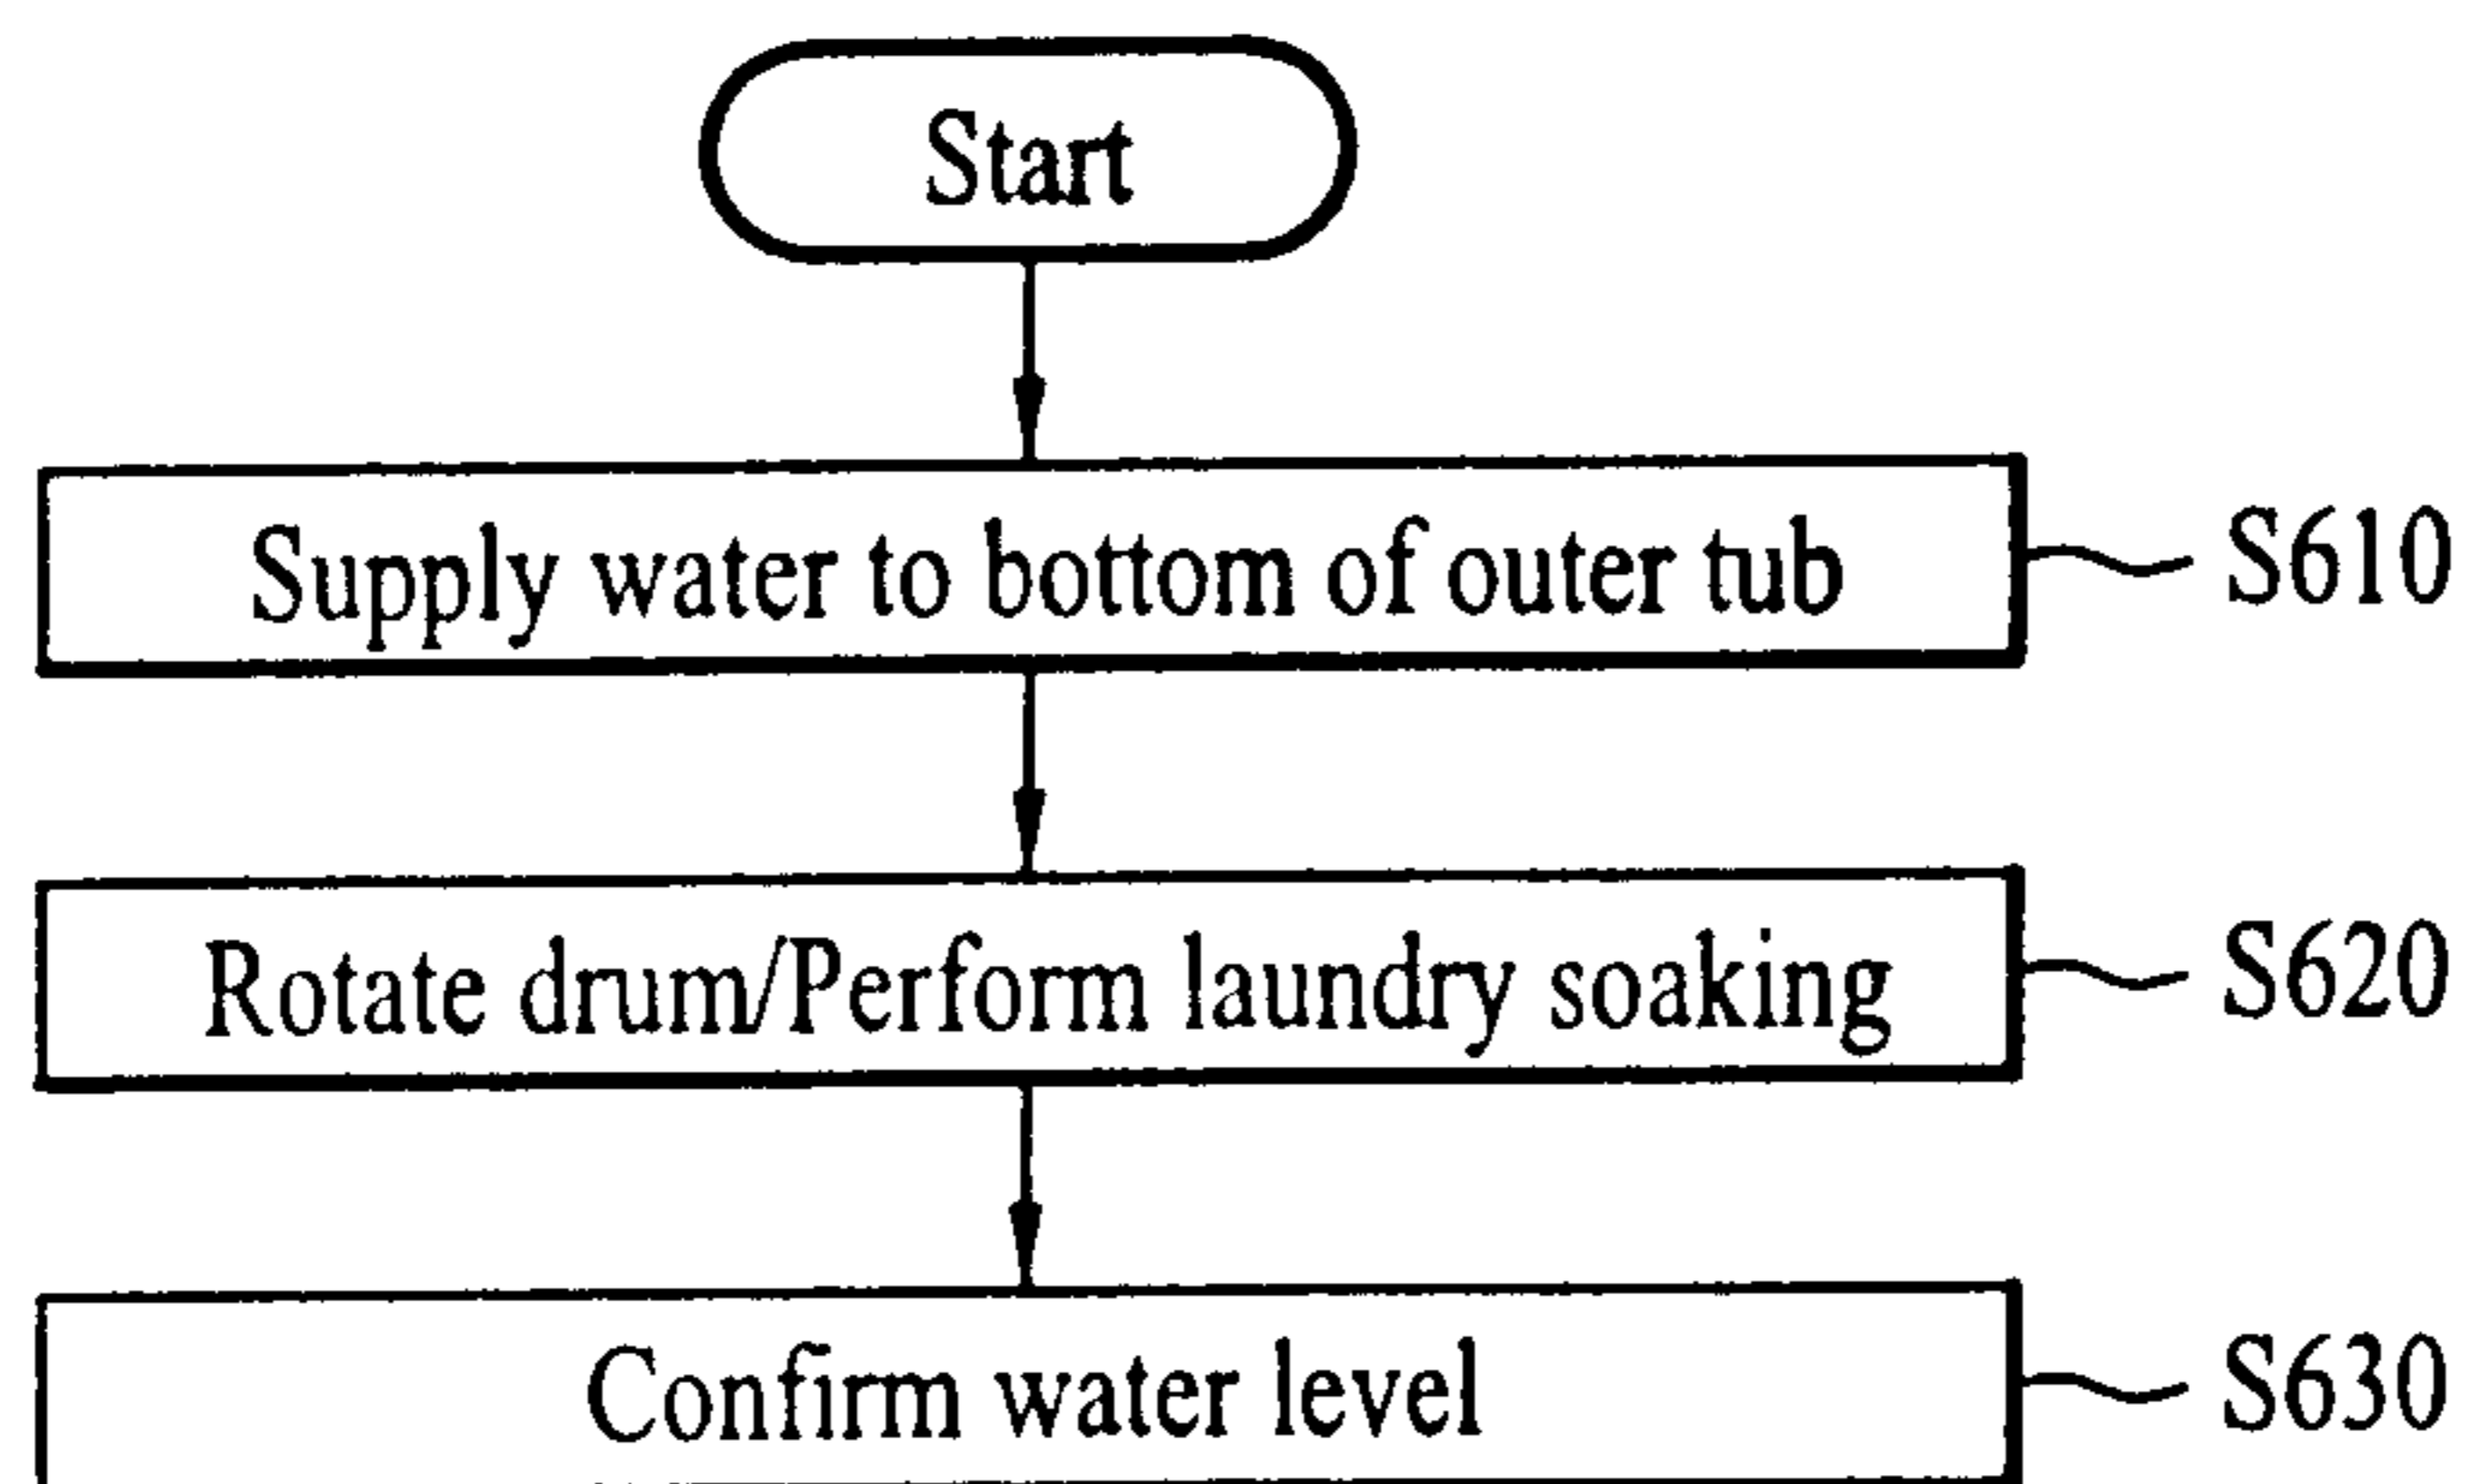 Start
Supply water to bottom of outer tub
S610
Rotate drum/Perform laundry soaking
S620
Confirm water level
S630